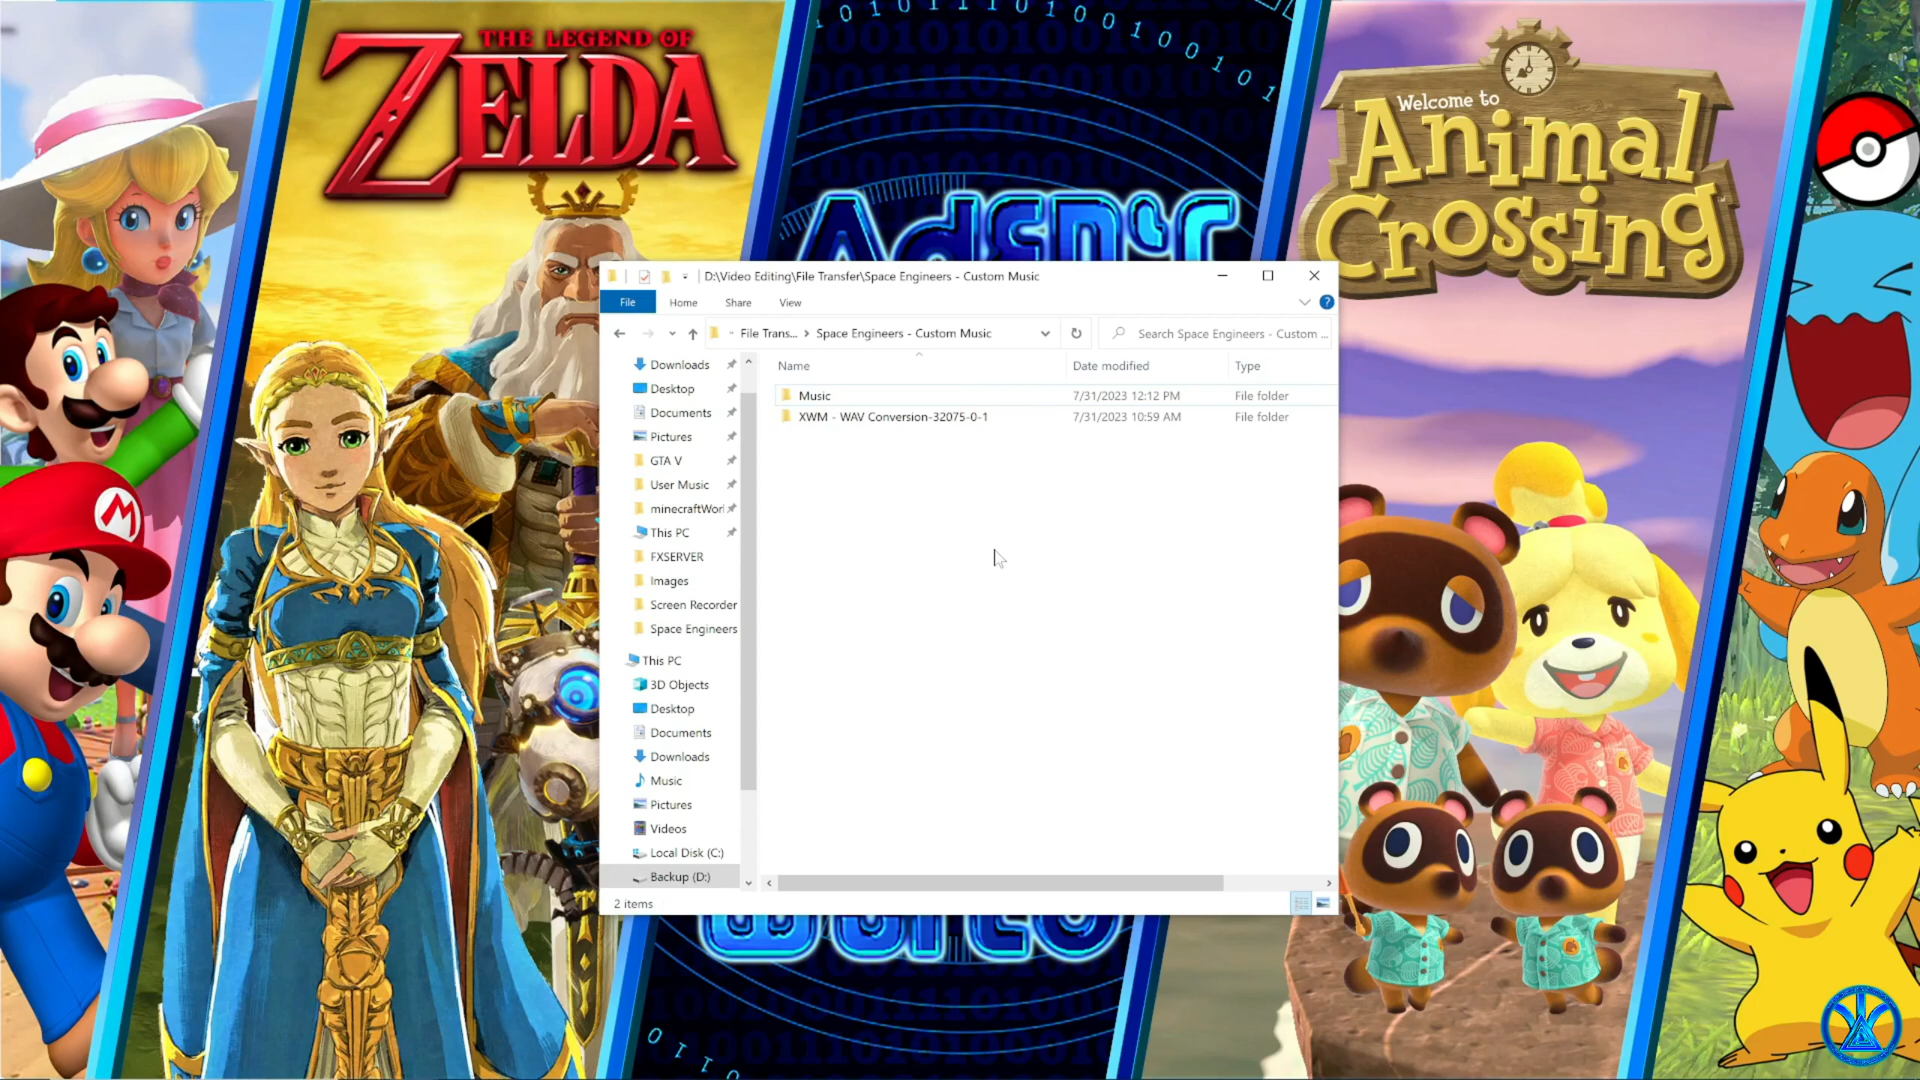 THE LEGEND OF
ZELDA
Welcome to
Animal
Crossing
D:\Video Editing\File Transfer\Space Engineers - Custom Music
File
Home
Share
View
File Trans...
Space Engineers - Custom Music
Search Space Engineers - Custom ...
Downloads
Desktop
Documents
Pictures
GTA V
User Music
minecraftWorl
This PC
FXSERVER
Images
Screen Recorder
Space Engineers
This PC
3D Objects
Desktop
Documents
Downloads
Music
Pictures
Videos
Local Disk (C:)
Backup (D:)
Name
Date modified
Type
Music
7/31/2023 12:12 PM
File folder
XWM - WAV Conversion-32075-0-1
7/31/2023 10:59 AM
File folder
2 items